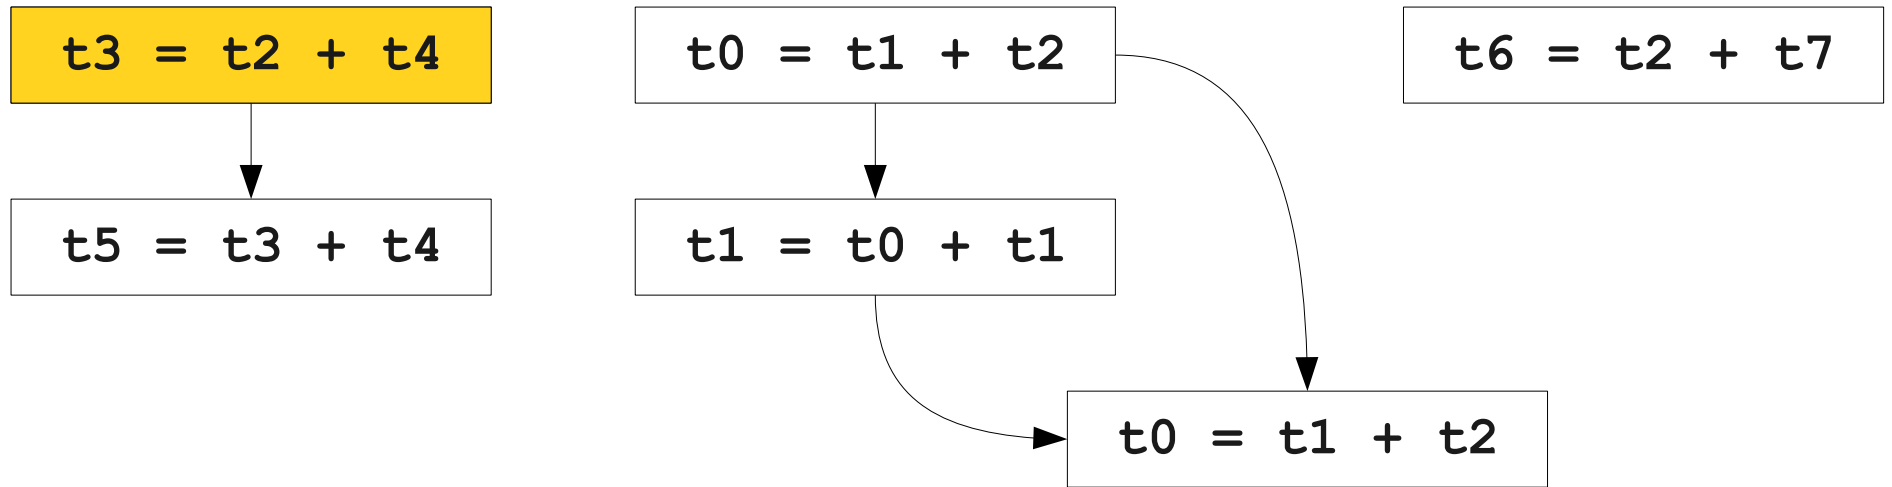 t3 = t2 + t4
t0 = t1 + t2
t6 = t2 + t7
t5 = t3 + t4
t1 = t0 + t1
t0 = t1 + t2